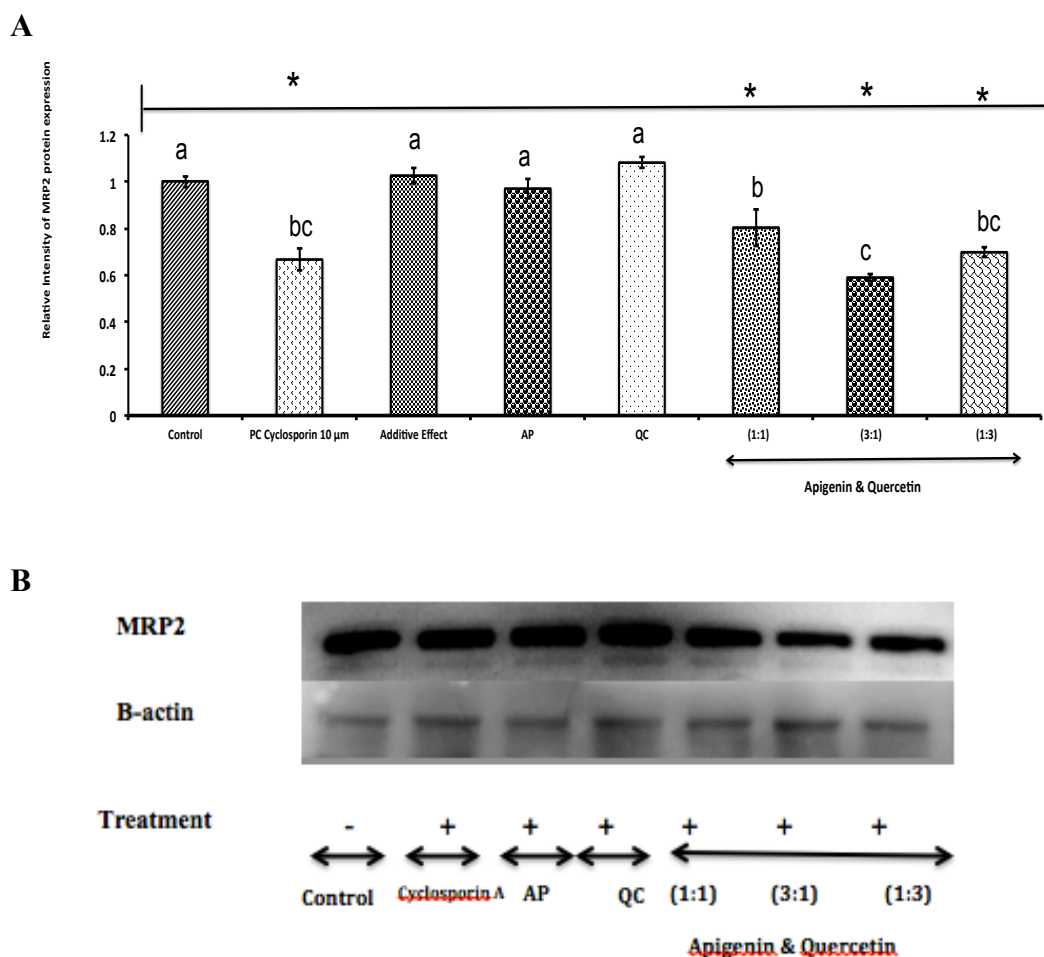 A
Relative Intensity of MRP2 protein expression
* * * *
1.2
1
0.8
0.6
0.4
0.2
0
a bc a a a b c bc
Control PC Cyclosporin 10 µm Additive Effect AP QC (1:1) (3:1) (1:3)
Apigenin & Quercetin
B
MRP2
B-actin
Treatment - + + + + + +
Control Cyclosporin A AP QC (1:1) (3:1) (1:3)
Apigenin & Quercetin